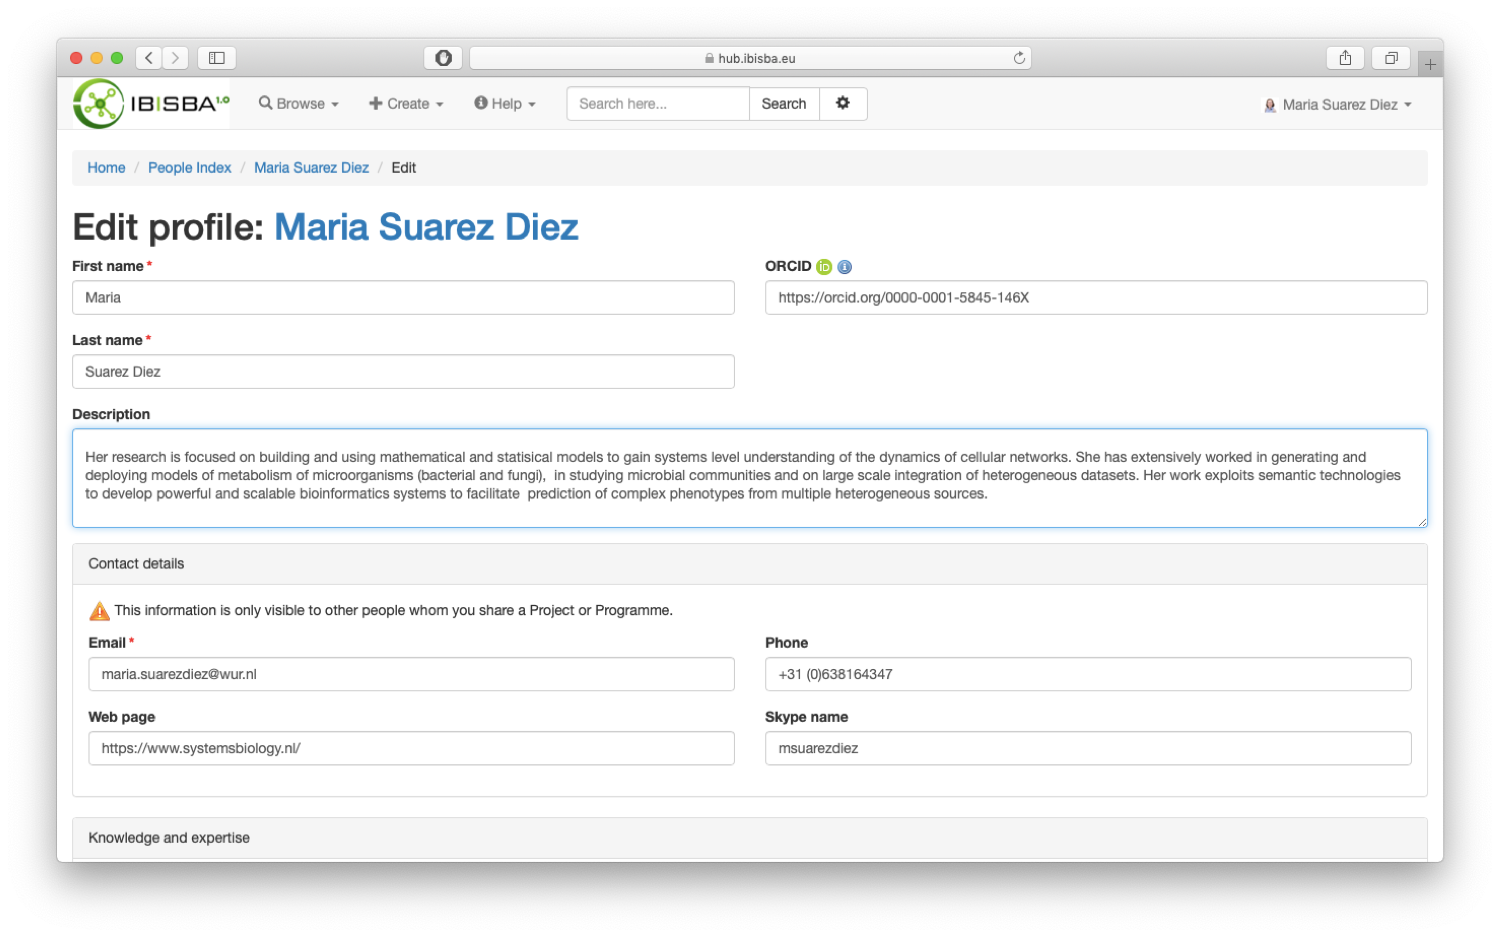 hub.ibisba.eu
IBISBA 1.0
Browse
Create
Help
Search here...
Search
Maria Suarez Diez
Home / People Index / Maria Suarez Diez / Edit
Edit profile: Maria Suarez Diez
First name *
Maria
ORCID iD
https://orcid.org/0000-0001-5845-146X
Last name *
Suarez Diez
Description
Her research is focused on building and using mathematical and statisical models to gain systems level understanding of the dynamics of cellular networks. She has extensively worked in generating and
deploying models of metabolism of microorganisms (bacterial and fungi),  in studying microbial communities and on large scale integration of heterogeneous datasets. Her work exploits semantic technologies
to develop powerful and scalable bioinformatics systems to facilitate  prediction of complex phenotypes from multiple heterogeneous sources.
Contact details
This information is only visible to other people whom you share a Project or Programme.
Email *
maria.suarezdiez@wur.nl
Phone
+31 (0)638164347
Web page
https://www.systemsbiology.nl/
Skype name
msuarezdiez
Knowledge and expertise